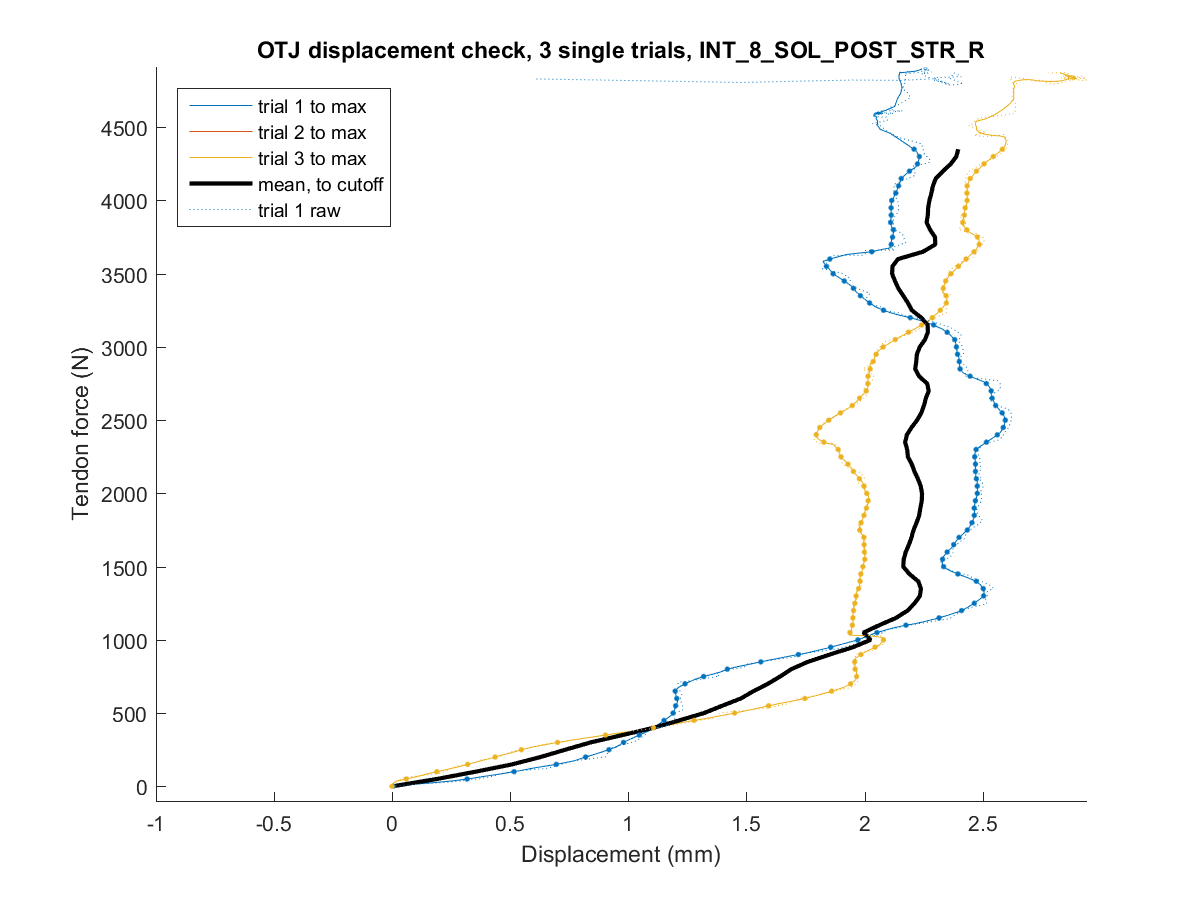 OTJ displacement check, 3 single trials, INT_8_SOL_POST_STR_R
trial 1 to max
trial 2 to max
trial 3 to max
mean, to cutoff
trial 1 raw
Tendon force (N)
4500
4000
3500
3000
2500
2000
1500
1000
500
0
-1
-0.5
0
0.5
1
1.5
2
2.5
Displacement (mm)